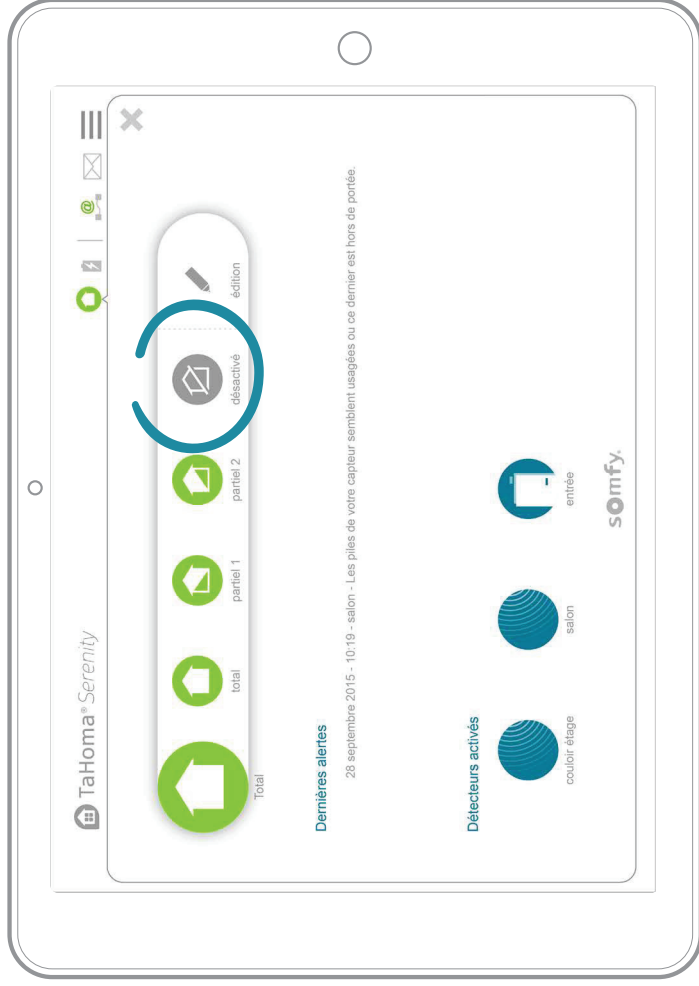 TaHoma® Serenity
@
Total
total
partiel 1
partiel 2
désactivé
édition
Dernières alertes
28 septembre 2015 - 10:19 - salon - Les piles de votre capteur semblent usagées ou ce dernier est hors de portée.
Détecteurs activés
couloir étage
salon
entrée
somfy.